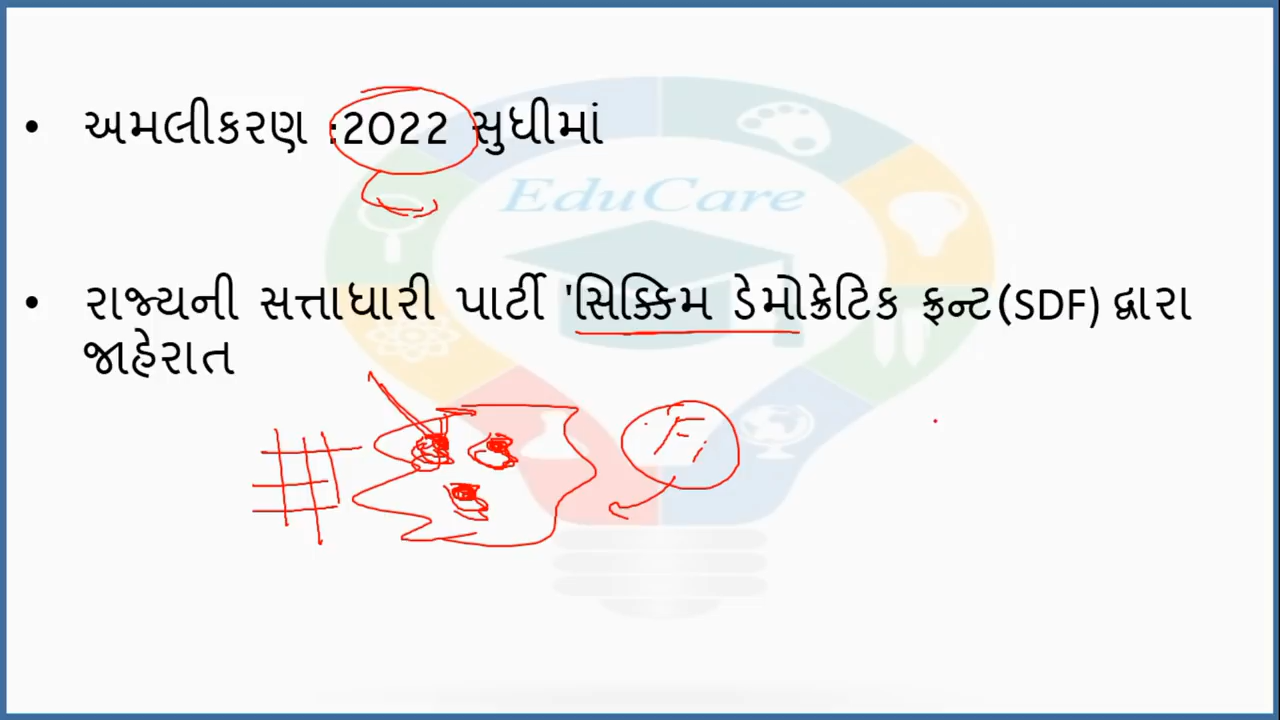 • અમલીકરણ :2022 સુધીમાં
EduCare
• રાજ્યની સત્તાધારી પાર્ટી 'સિક્કિમ ડેમોક્રેટિક ફ્રન્ટ(SDF) દ્વારા
જાહેરાત